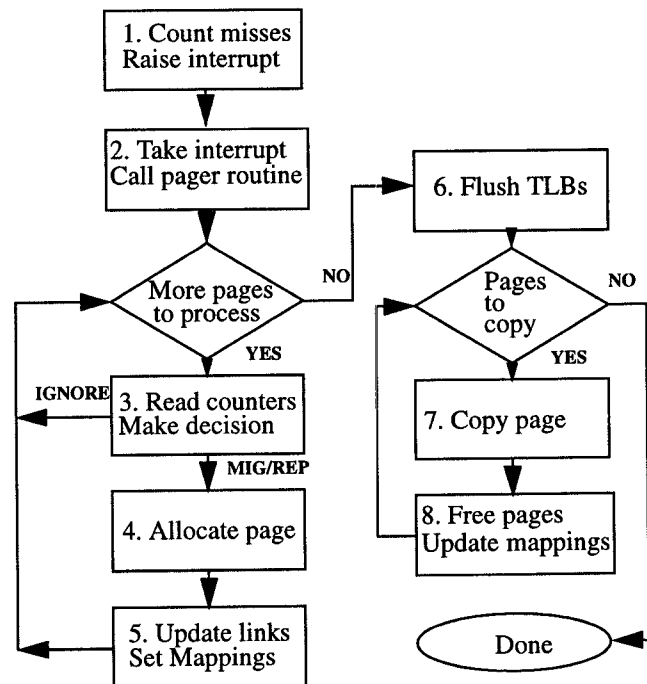 1. Count misses
Raise interrupt
2. Take interrupt
Call pager routine
More pages
to process
NO
YES
IGNORE
3. Read counters
Make decision
MIG/REP
4. Allocate page
5. Update links
Set Mappings
6. Flush TLBs
Pages
to
copy
NO
YES
7. Copy page
8. Free pages
Update mappings
Done